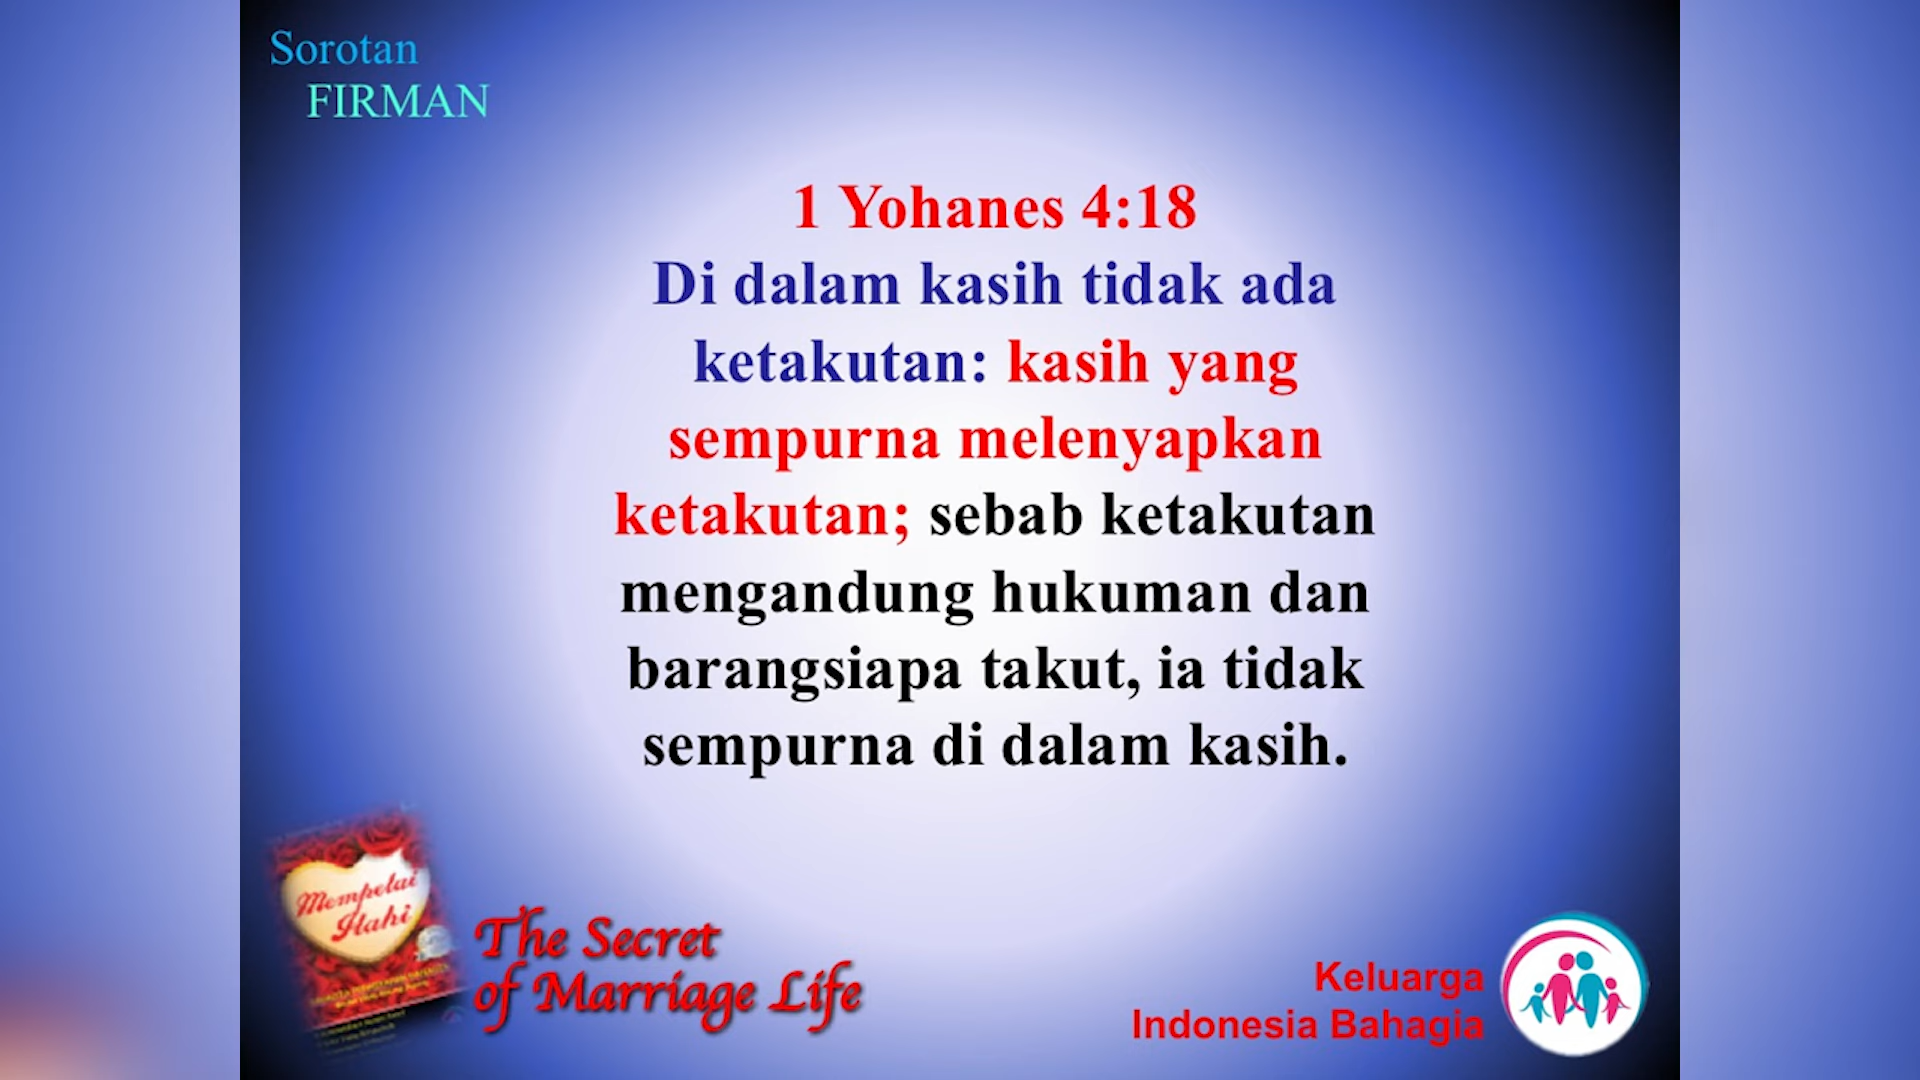 Sorotan
FIRMAN
1 Yohanes 4:18
Di dalam kasih tidak ada
ketakutan: kasih yang
sempurna melenyapkan
ketakutan; sebab ketakutan
mengandung hukuman dan
barangsiapa takut, ia tidak
sempurna di dalam kasih.
Mempelai
Ilahi
The Secret
of Marriage Life
Keluarga
Indonesia Bahagia